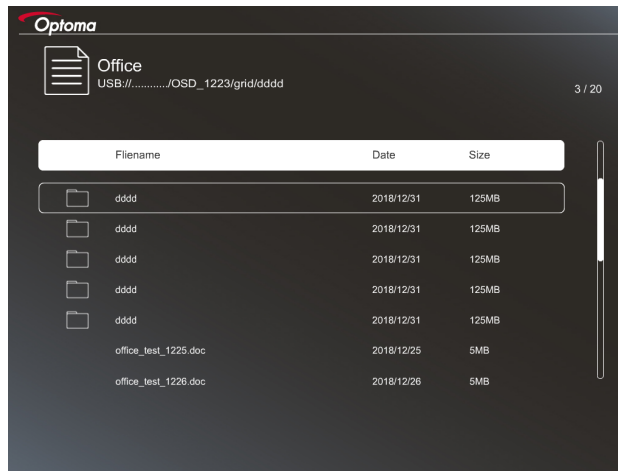 Optoma
Office
USB://.........../OSD_1223/grid/dddd
3 / 20
Fliename Date Size
dddd 2018/12/31 125MB
dddd 2018/12/31 125MB
dddd 2018/12/31 125MB
dddd 2018/12/31 125MB
dddd 2018/12/31 125MB
office_test_1225.doc 2018/12/25 5MB
office_test_1226.doc 2018/12/26 5MB